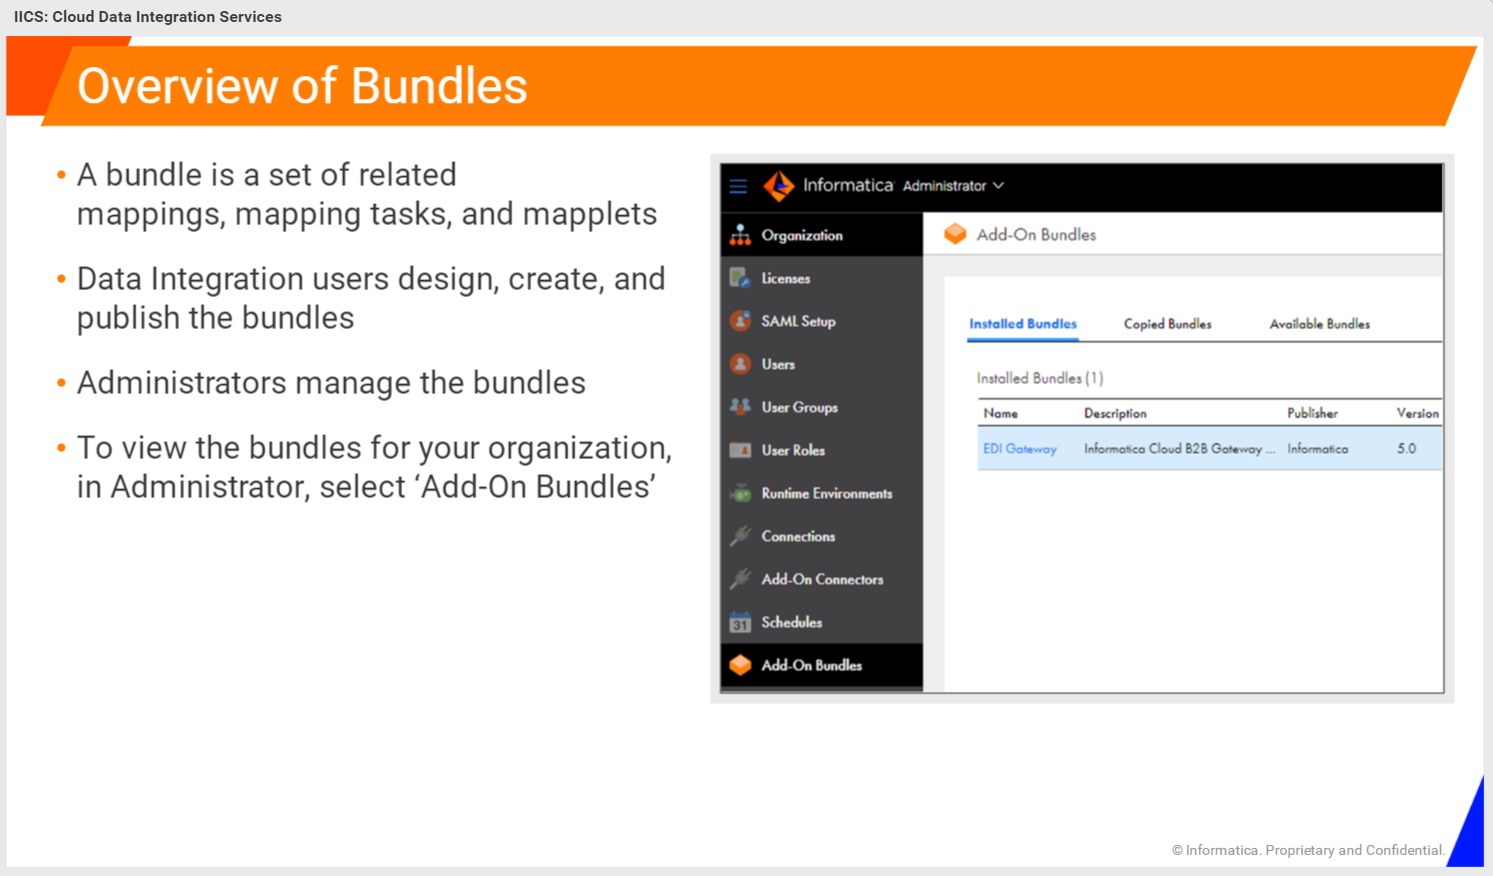 IICS: Cloud Data Integration Services
Overview of Bundles
• A bundle is a set of related
mappings, mapping tasks, and mapplets
• Data Integration users design, create, and
publish the bundles
• Administrators manage the bundles
• To view the bundles for your organization,
in Administrator, select ‘Add-On Bundles’
Informatica Administrator
Organization
Licenses
SAML Setup
Users
User Groups
User Roles
Runtime Environments
Connections
Add-On Connectors
31 Schedules
Add-On Bundles
Add-On Bundles
Installed Bundles Copied Bundles Available Bundles
Installed Bundles (1)
Name Description Publisher Version
EDI Gateway Informatica Cloud B2B Gateway ... Informatica 5.0
© Informatica. Proprietary and Confidential.